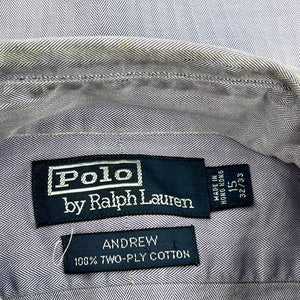 Polo
by Ralph Lauren
MADE IN
HONG KONG
15
32/33
ANDREW
100% TWO-PLY COTTON